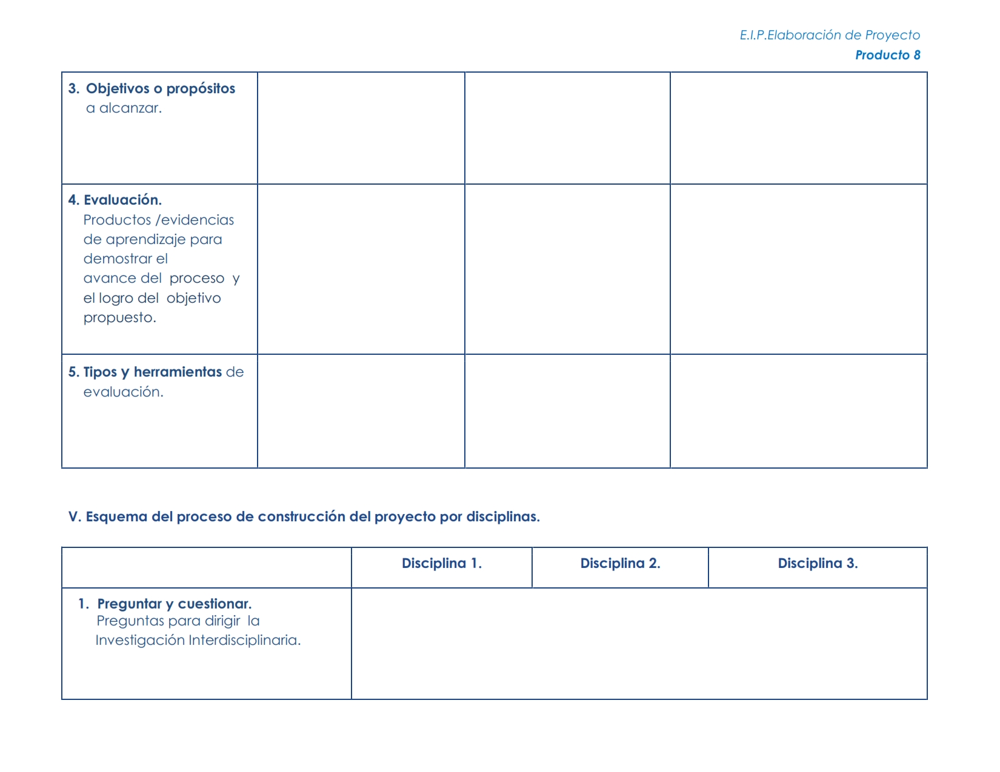 E.I.P.Elaboración de Proyecto
Producto 8
3. Objetivos o propósitos
a alcanzar.
4. Evaluación.
Productos /evidencias
de aprendizaje para
demostrar el
avance del proceso y
el logro del objetivo
propuesto.
5. Tipos y herramientas de
evaluación.
V. Esquema del proceso de construcción del proyecto por disciplinas.
Disciplina 1.
Disciplina 2.
Disciplina 3.
1. Preguntar y cuestionar.
Preguntas para dirigir la
Investigación Interdisciplinaria.